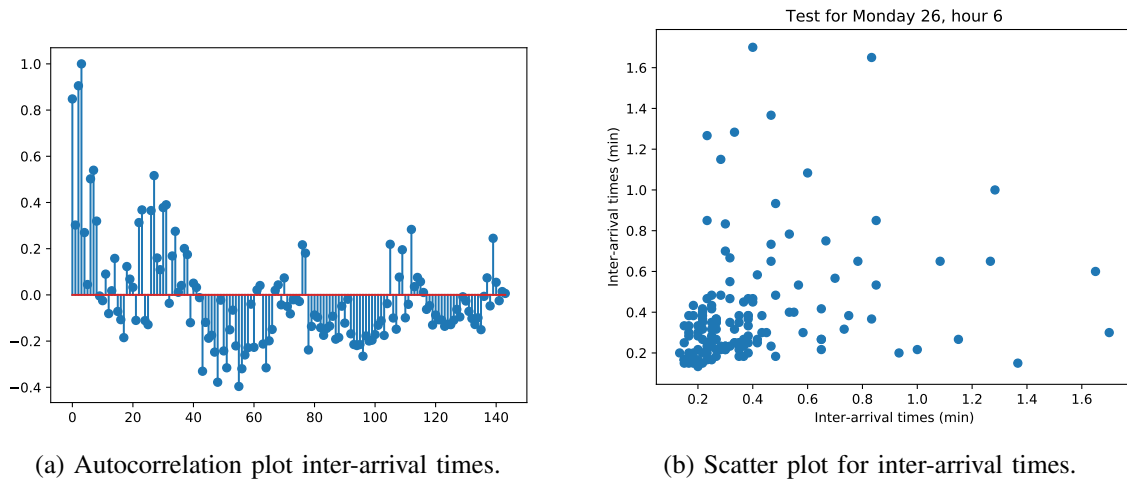 1.0
0.8
0.6
0.4
0.2
0.0
−0.2
−0.4
0 20 40 60 80 100 120 140
(a) Autocorrelation plot inter-arrival times.
Test for Monday 26, hour 6
Inter-arrival times (min)
1.6
1.4
1.2
1.0
0.8
0.6
0.4
0.2
0.2 0.4 0.6 0.8 1.0 1.2 1.4 1.6
Inter-arrival times (min)
(b) Scatter plot for inter-arrival times.